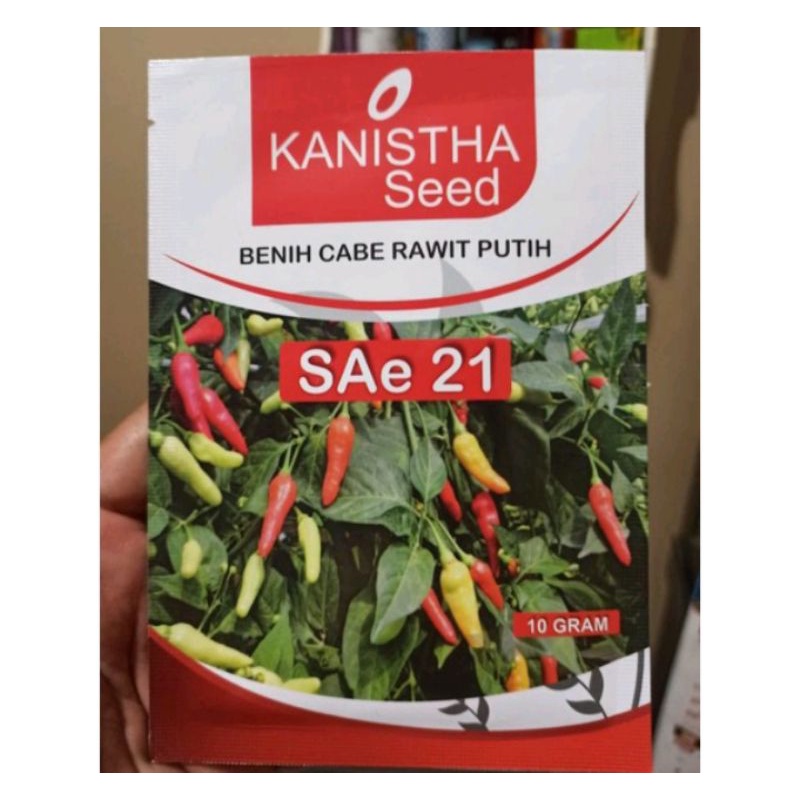 KANISTHA
Seed
BENIH CABE RAWIT PUTIH
SAe 21
10 GRAM